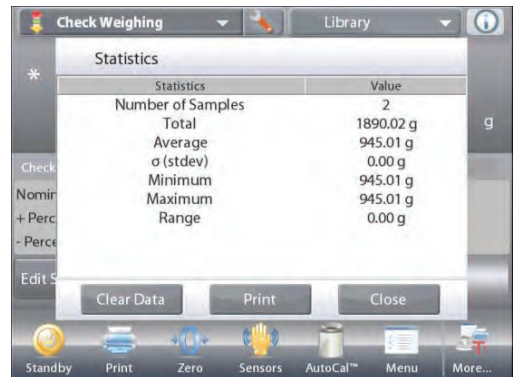 Check Weighing Library
Statistics
*
Statistics Value
Number of Samples 2
Total 1890.02 g
g
Average 945.01 g
σ (stdev) 0.00 g
Minimum 945.01 g
Check
Maximum 945.01 g
Nomin
Range 0.00 g
+ Perc
- Perce
Edit S
Clear Data Print Close
Standby Print Zero Sensors AutoCal™ Menu More...